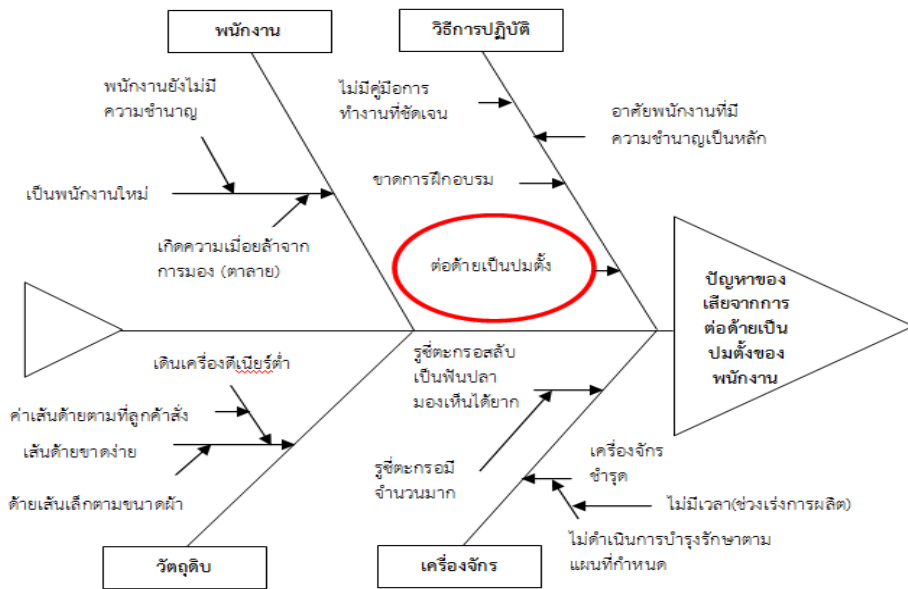 พนักงาน
วิธีการปฏิบัติ
พนักงานยังไม่มี
ความชำนาญ
ไม่มีคู่มือการ
ทำงานที่ชัดเจน
อาศัยพนักงานที่มี
ความชำนาญเป็นหลัก
ขาดการฝึกอบรม
เป็นพนักงานใหม่
เกิดความเมื่อยล้าจาก
การมอง (ตาลาย)
ต่อด้ายเป็นปมตั้ง
ปัญหาของ
เสียจากการ
ต่อด้ายเป็น
ปมตั้งของ
พนักงาน
เดินเครื่องดีเนียร์ต่ำ
ค่าเส้นด้ายตามที่ลูกค้าสั่ง
เส้นด้ายขาดง่าย
ด้ายเส้นเล็กตามขนาดผ้า
รูซี่ตะกรอสลับ
เป็นฟันปลา
มองเห็นได้ยาก
รูซี่ตะกรอมี
จำนวนมาก
เครื่องจักร
ชำรุด
ไม่มีเวลา(ช่วงเร่งการผลิต)
ไม่ดำเนินการบำรุงรักษาตาม
แผนที่กำหนด
วัตถุดิบ
เครื่องจักร